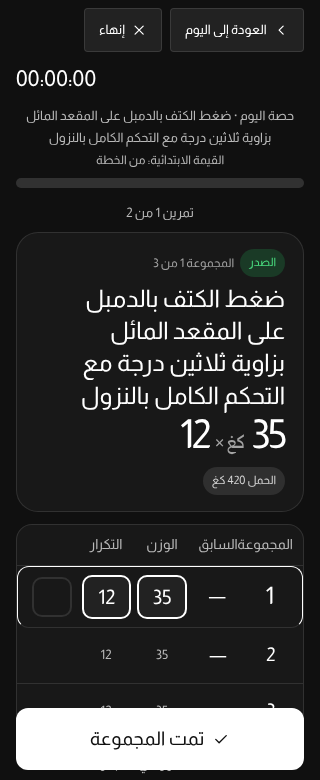 العودة إلى اليوم
إنهاء
00:00:00
حصة اليوم · ضغط الكتف بالدمبل على المقعد المائل
بزاوية ثلاثين درجة مع التحكم الكامل بالنزول
القيمة الابتدائية: من الخطة
تمرين 1 من 2
الصدر المجموعة 1 من 3
ضغط الكتف بالدمبل
على المقعد المائل
بزاوية ثلاثين درجة مع
التحكم الكامل بالنزول
35 كغ × 12
الحمل 420 كغ
المجموعة السابق الوزن التكرار
1 — 35 12
2 — 35 12
تمت المجموعة